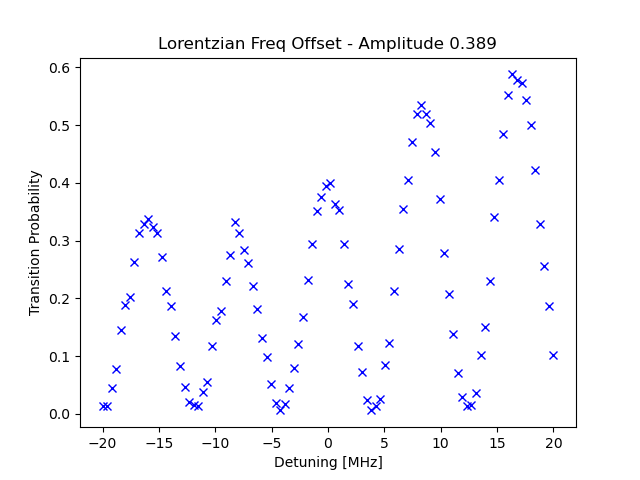 Lorentzian Freq Offset - Amplitude 0.389
0.6
0.5
0.4
0.3
0.2
0.1
0.0
Transition Probability
−20 −15 −10 −5 0 5 10 15 20
Detuning [MHz]